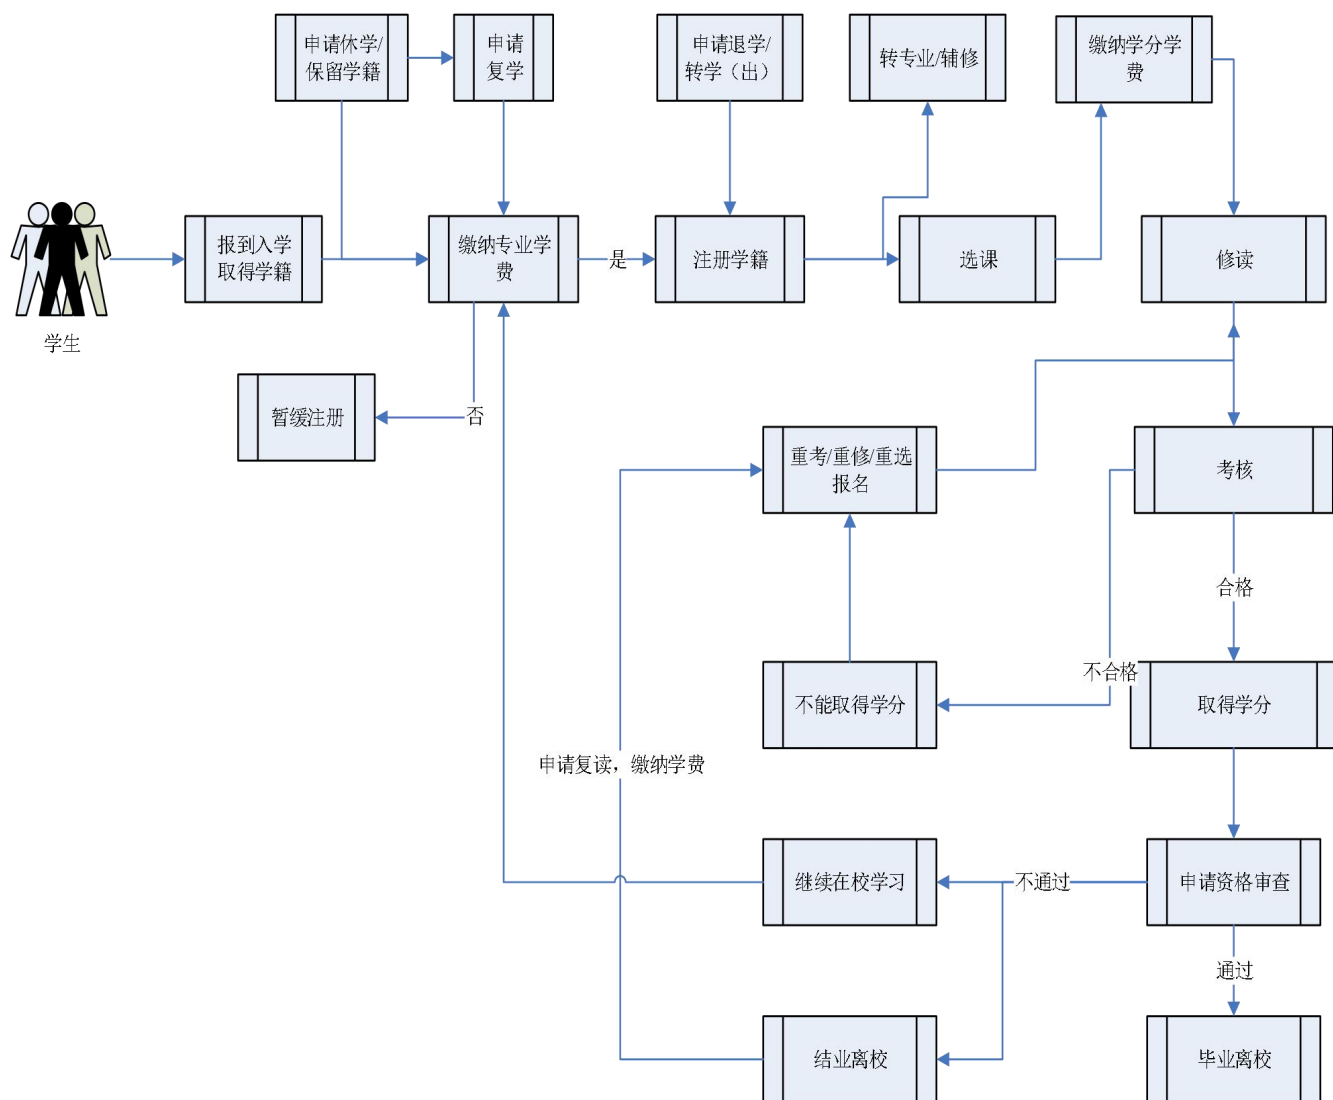 申请休学/
保留学籍
申请
复学
申请退学/
转学（出）
转专业/辅修
缴纳学分学
费
报到入学
取得学籍
缴纳专业学
费
是
注册学籍
选课
修读
学生
暂缓注册
否
重考/重修/重选
报名
考核
合格
不合格
不能取得学分
取得学分
申请复读，缴纳学费
继续在校学习
不通过
申请资格审查
通过
结业离校
毕业离校